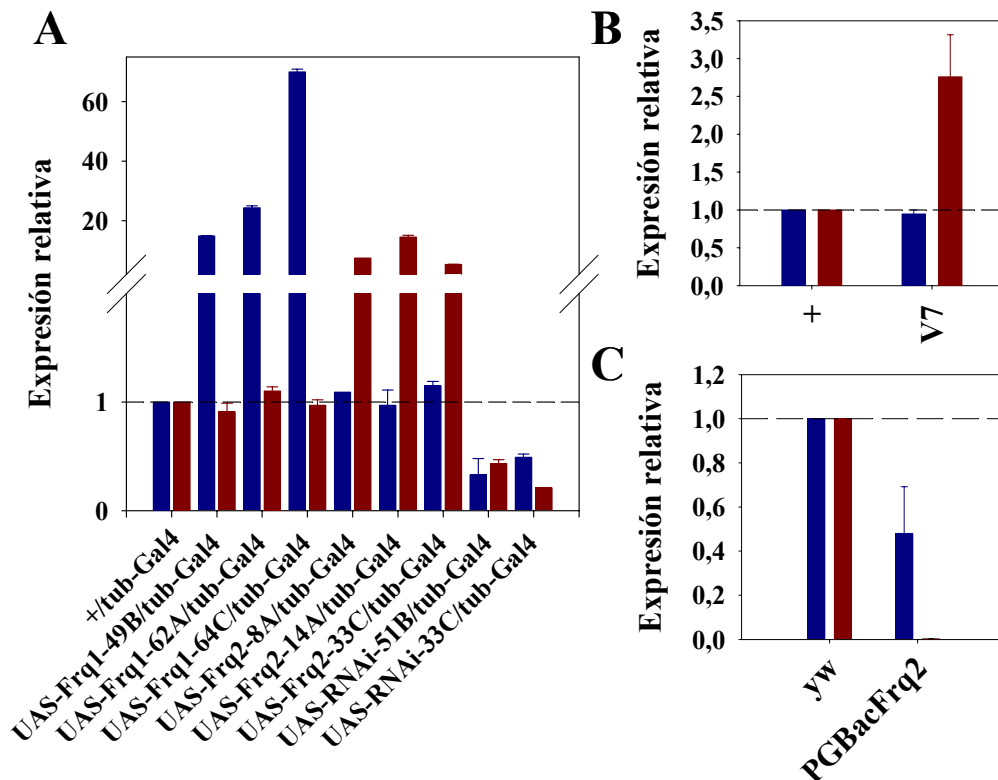 A
Expresión relativa
60
40
20
1
0
+/tub-Gal4
UAS-Frq1-49B/tub-Gal4
UAS-Frq1-62A/tub-Gal4
UAS-Frq1-64C/tub-Gal4
UAS-Frq2-8A/tub-Gal4
UAS-Frq2-14A/tub-Gal4
UAS-Frq2-33C/tub-Gal4
UAS-RNAi-51B/tub-Gal4
UAS-RNAi-33C/tub-Gal4
B
Expresión relativa
3,5
3,0
2,5
2,0
1,5
1,0
0,5
0,0
+
V7
C
Expresión relativa
1,2
1,0
0,8
0,6
0,4
0,2
0,0
yw
PGBacFrq2